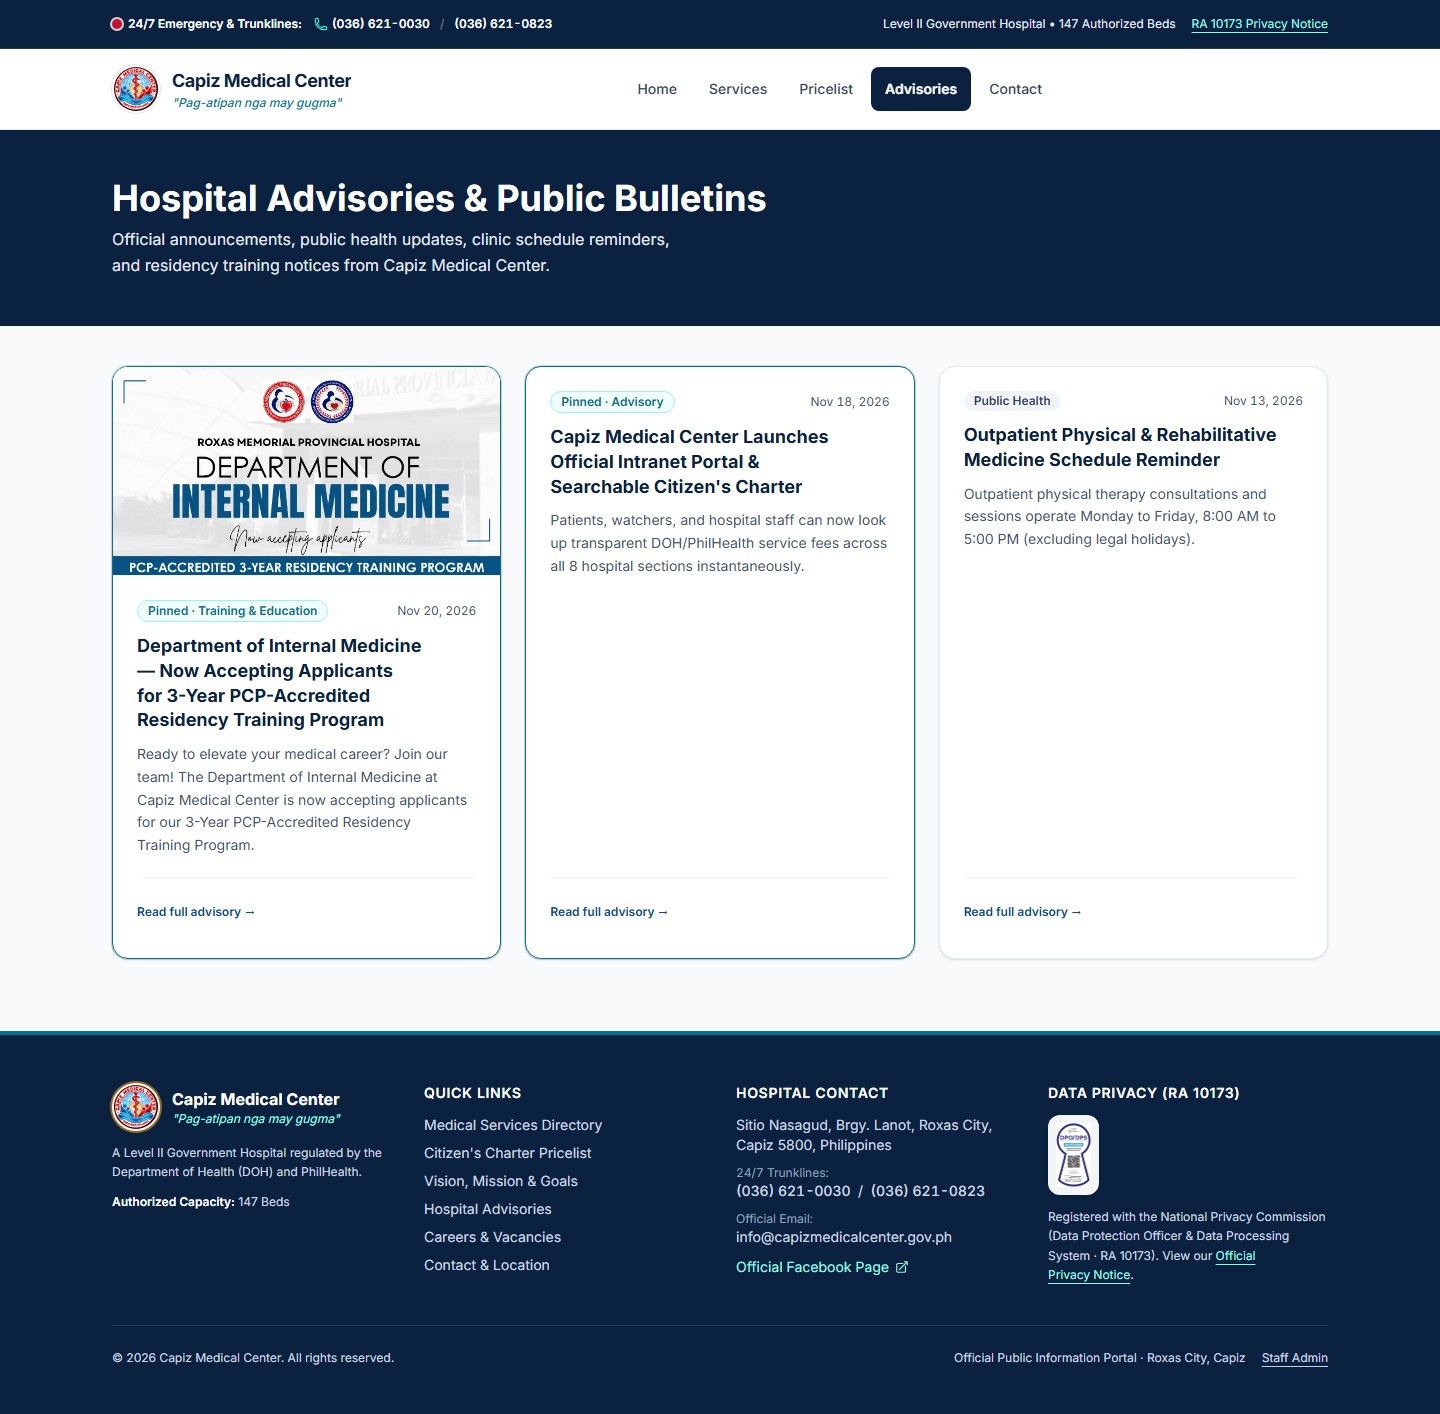 24/7 Emergency & Trunklines: (036) 621-0030 / (036) 621-0823
Level II Government Hospital • 147 Authorized Beds RA 10173 Privacy Notice
Capiz Medical Center
"Pag-atipan nga may gugma"
Home Services Pricelist Advisories Contact
Hospital Advisories & Public Bulletins
Official announcements, public health updates, clinic schedule reminders,
and residency training notices from Capiz Medical Center.
ROXAS MEMORIAL PROVINCIAL HOSPITAL
DEPARTMENT OF
INTERNAL MEDICINE
Now accepting applicants
PCP-ACCREDITED 3-YEAR RESIDENCY TRAINING PROGRAM
Pinned · Training & Education Nov 20, 2026
Department of Internal Medicine
— Now Accepting Applicants
for 3-Year PCP-Accredited
Residency Training Program
Ready to elevate your medical career? Join our
team! The Department of Internal Medicine at
Capiz Medical Center is now accepting applicants
for our 3-Year PCP-Accredited Residency
Training Program.
Read full advisory →
Pinned · Advisory Nov 18, 2026
Capiz Medical Center Launches
Official Intranet Portal &
Searchable Citizen's Charter
Patients, watchers, and hospital staff can now look
up transparent DOH/PhilHealth service fees across
all 8 hospital sections instantaneously.
Read full advisory →
Public Health Nov 13, 2026
Outpatient Physical & Rehabilitative
Medicine Schedule Reminder
Outpatient physical therapy consultations and
sessions operate Monday to Friday, 8:00 AM to
5:00 PM (excluding legal holidays).
Read full advisory →
Capiz Medical Center
"Pag-atipan nga may gugma"
A Level II Government Hospital regulated by the
Department of Health (DOH) and PhilHealth.
Authorized Capacity: 147 Beds
QUICK LINKS
Medical Services Directory
Citizen's Charter Pricelist
Vision, Mission & Goals
Hospital Advisories
Careers & Vacancies
Contact & Location
HOSPITAL CONTACT
Sitio Nasagud, Brgy. Lanot, Roxas City,
Capiz 5800, Philippines
24/7 Trunklines:
(036) 621-0030 / (036) 621-0823
Official Email:
info@capizmedicalcenter.gov.ph
Official Facebook Page
DATA PRIVACY (RA 10173)
DPO/DPS
Registered with the National Privacy Commission
(Data Protection Officer & Data Processing
System · RA 10173). View our Official
Privacy Notice.
© 2026 Capiz Medical Center. All rights reserved.
Official Public Information Portal · Roxas City, Capiz Staff Admin